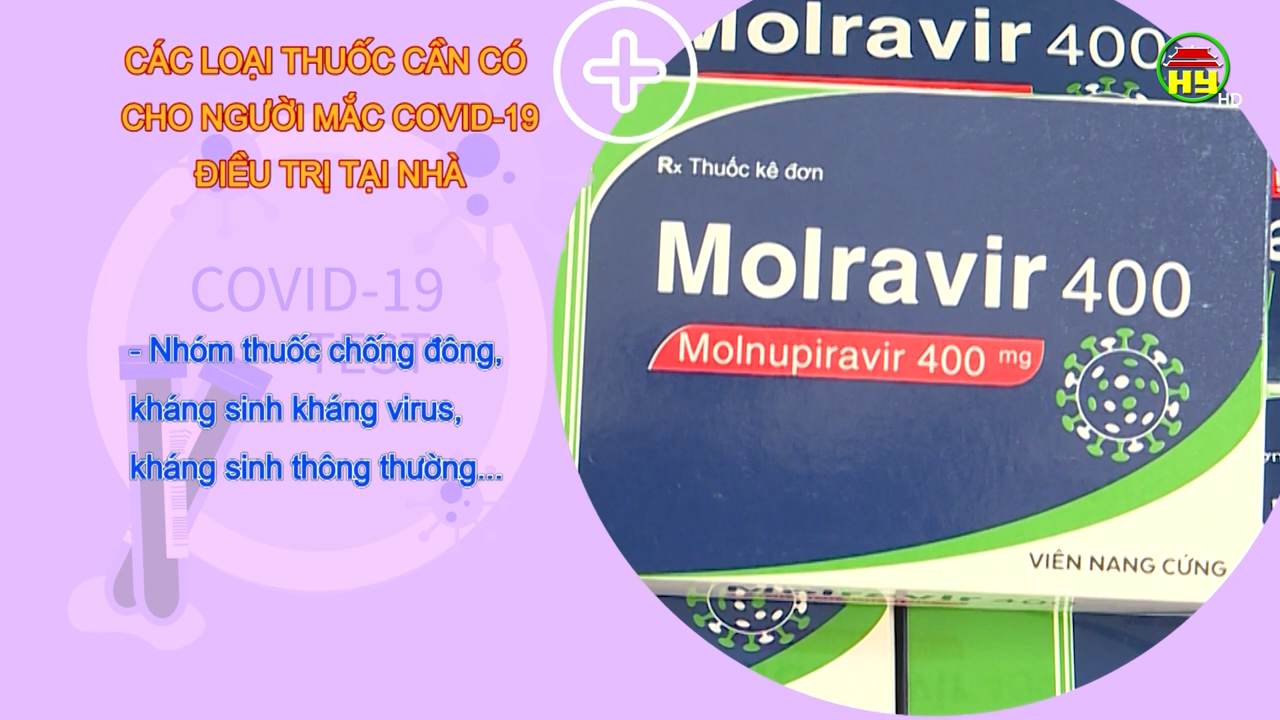 CÁC LOẠI THUỐC CẦN CÓ
CHO NGƯỜI MẮC COVID-19
ĐIỀU TRỊ TẠI NHÀ
COVID-19
TEST
- Nhóm thuốc chống đông,
kháng sinh kháng virus,
kháng sinh thông thường...
Molravir 400
HY
HD
Rx Thuốc kê đơn
Molravir 400
Molnupiravir 400 mg
VIÊN NANG CỨNG